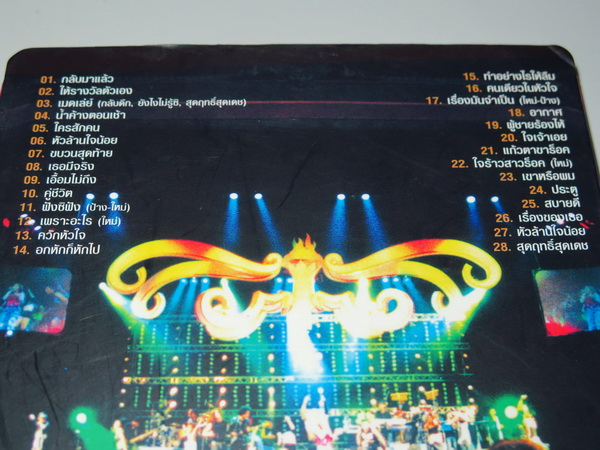 01. กลับมาแล้ว
02. ให้รางวัลตัวเอง
03. เมดเล่ย์ (กลับดึก, ยังไงไม่รู้ซิ, สุดฤทธิ์สุดเดช)
04. น้ำค้างตอนเช้า
05. ใครสักคน
06. หัวล้านใจน้อย
07. ขบวนสุดท้าย
08. เธอมีจริง
09. เอื้อมไม่ถึง
10. คู่ชีวิต
11. ฟังซิฟัง (ป้าง-ใหม่)
12. เพราะอะไร (ใหม่)
13. ควักหัวใจ
14. อกหักก็หักไป
15. ทำอย่างไรได้ลืม
16. คนเดียวในหัวใจ
17. เรื่องมันจำเป็น (ใหม่-ป้าง)
18. อากาศ
19. ผู้ชายร้องไห้
20. ใจเจ้าเอย
21. แก้วตาขาร็อค
22. ใจร้าวสาวร็อค (ใหม่)
23. เขาหรือผม
24. ประตู
25. สบายดี
26. เรื่องของเธอ
27. หัวล้านใจน้อย
28. สุดฤทธิ์สุดเดช